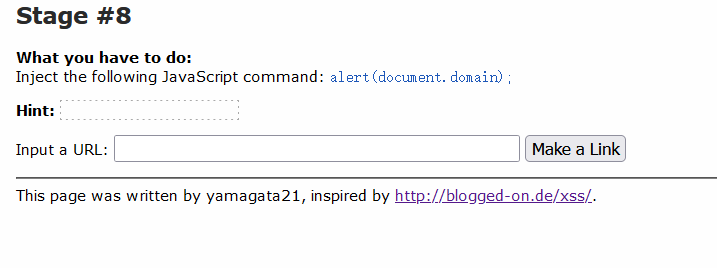 Stage #8
What you have to do:
Inject the following JavaScript command: alert(document.domain);
Hint:
Input a URL: Make a Link
This page was written by yamagata21, inspired by http://blogged-on.de/xss/.